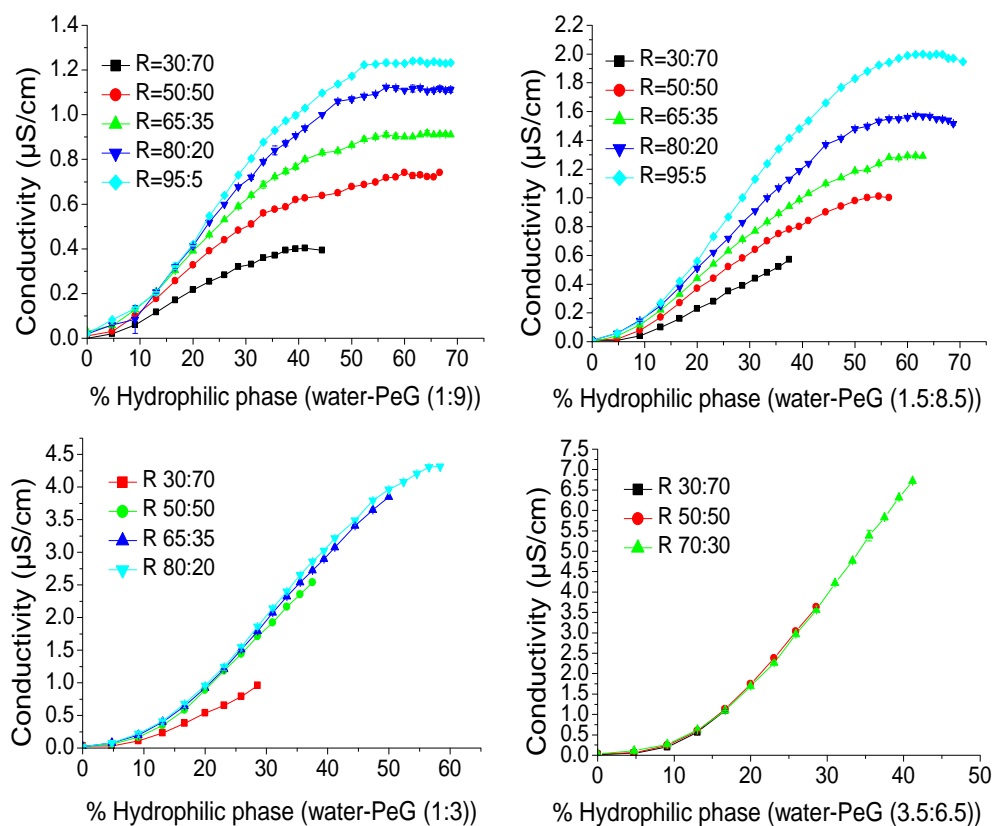 1.4
1.2
1.0
0.8
0.6
0.4
0.2
0.0
Conductivity (µS/cm)
R=30:70
R=50:50
R=65:35
R=80:20
R=95:5
0 10 20 30 40 50 60 70
% Hydrophilic phase (water-PeG (1:9))
2.2
2.0
1.8
1.6
1.4
1.2
1.0
0.8
0.6
0.4
0.2
0.0
Conductivity (µS/cm)
R=30:70
R=50:50
R=65:35
R=80:20
R=95:5
0 10 20 30 40 50 60 70
% Hydrophilic phase (water-PeG (1.5:8.5))
4.5
4.0
3.5
3.0
2.5
2.0
1.5
1.0
0.5
0.0
Conductivity (µS/cm)
R 30:70
R 50:50
R 65:35
R 80:20
0 10 20 30 40 50 60
% Hydrophilic phase (water-PeG (1:3))
7.5
7.0
6.5
6.0
5.5
5.0
4.5
4.0
3.5
3.0
2.5
2.0
1.5
1.0
0.5
0.0
Conductivity (µS/cm)
R 30:70
R 50:50
R 70:30
0 10 20 30 40 50
% Hydrophilic phase (water-PeG (3.5:6.5))